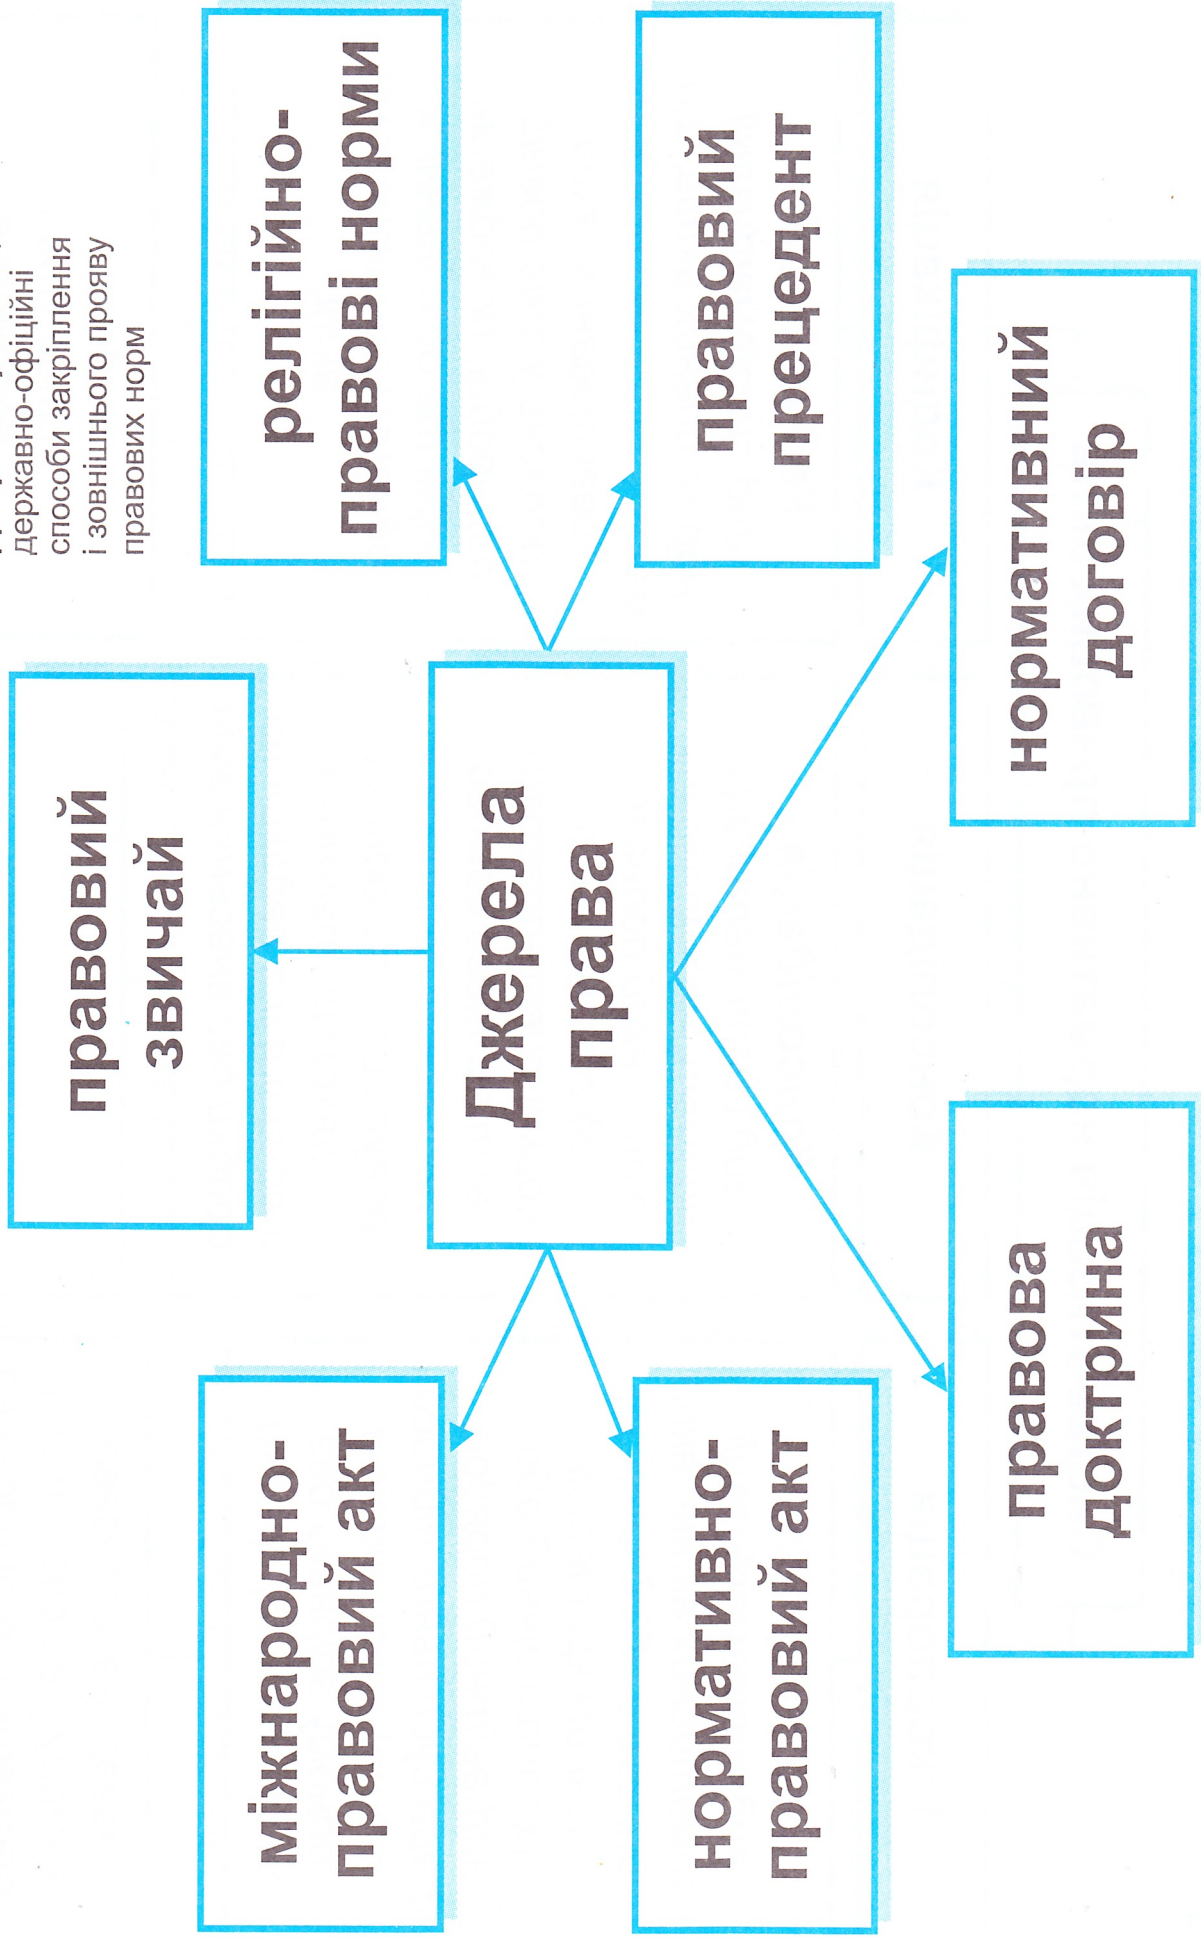 державно-офіційні
способи закріплення
і зовнішнього прояву
правових норм
правовий
звичай
міжнародно-
правовий акт
релігійно-
правові норми
Джерела
права
нормативно-
правовий акт
правовий
прецедент
правова
доктрина
нормативний
договір